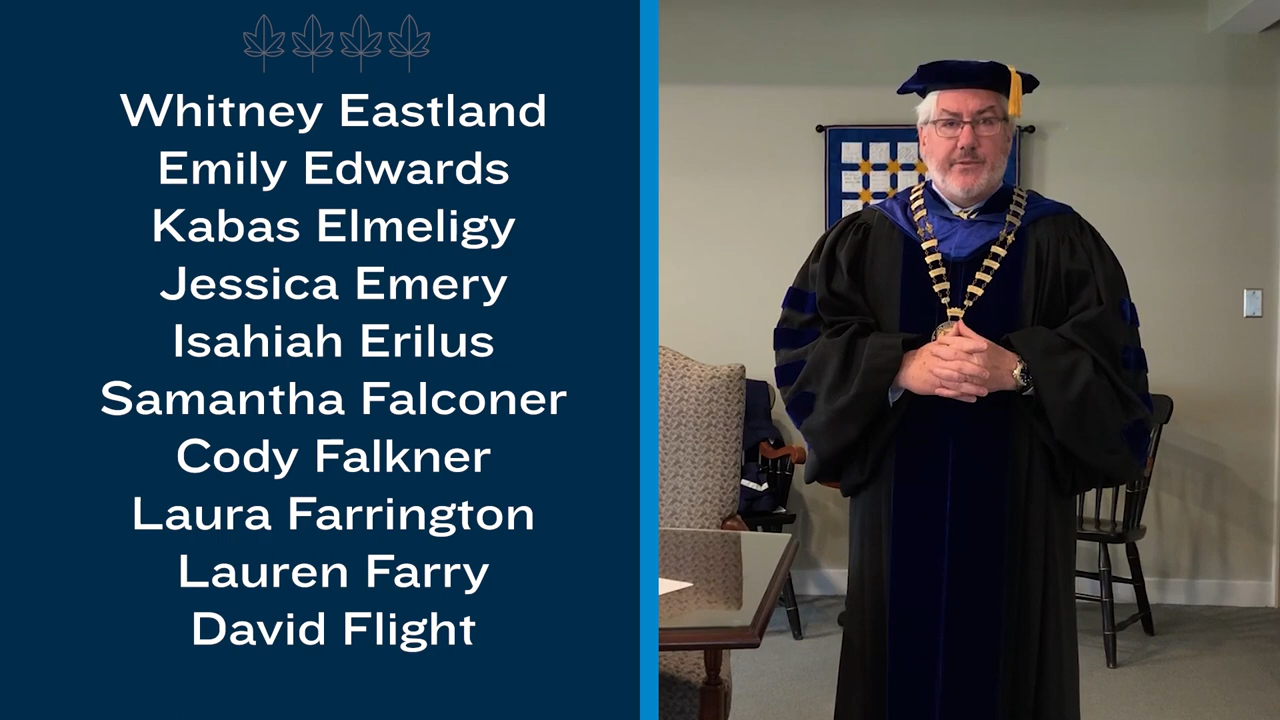 Whitney Eastland
Emily Edwards
Kabas Elmeligy
Jessica Emery
Isahiah Erilus
Samantha Falconer
Cody Falkner
Laura Farrington
Lauren Farry
David Flight